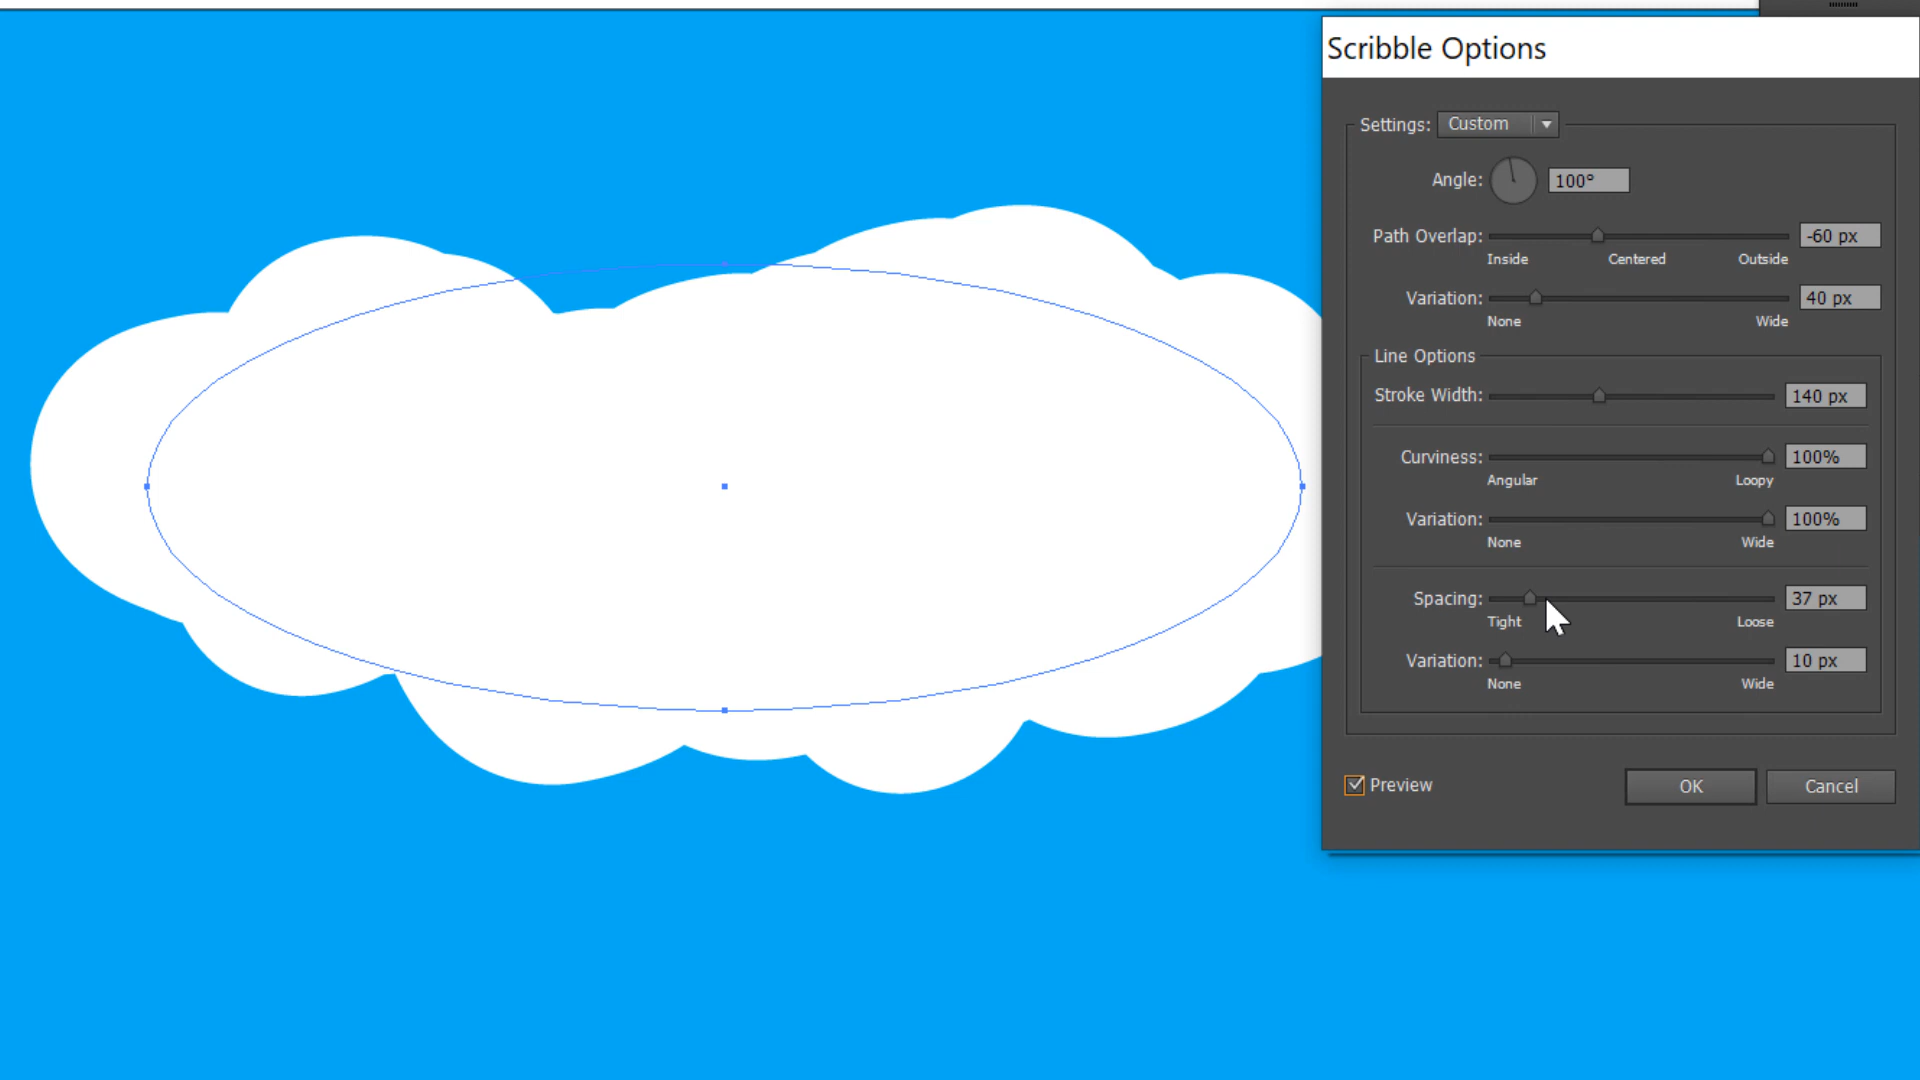 Scribble Options
Settings: Custom
Angle: 100°
Path Overlap: -60 px
Inside Centered Outside
Variation: 40 px
None Wide
Line Options
Stroke Width: 140 px
Curviness: 100%
Angular Loopy
Variation: 100%
None Wide
Spacing: 37 px
Tight Loose
Variation: 10 px
None Wide
Preview OK Cancel